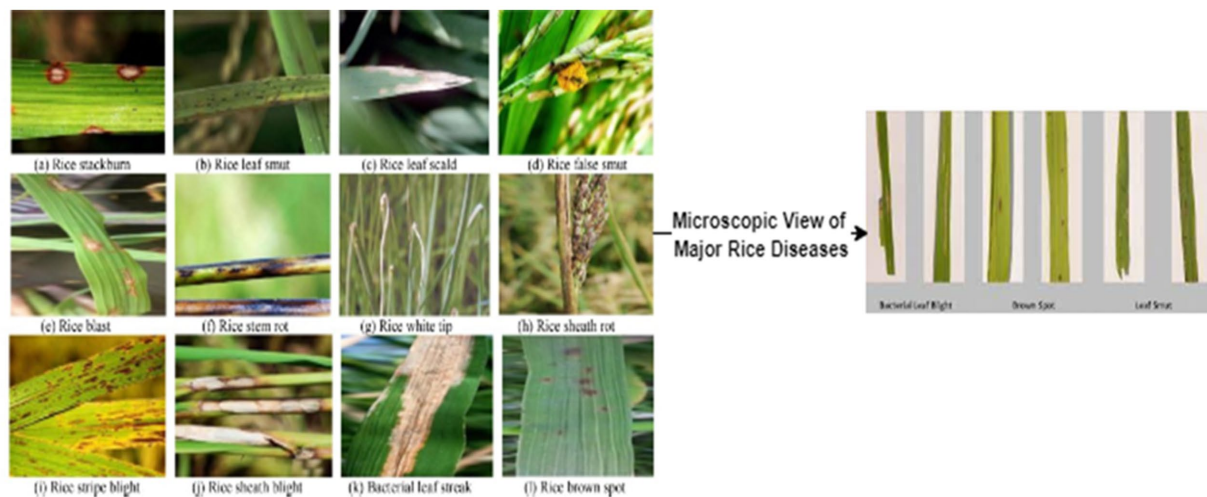 (a) Rice stackburn
(b) Rice leaf smut
(c) Rice leaf scald
(d) Rice false smut
(e) Rice blast
(f) Rice stem rot
(g) Rice white tip
(h) Rice sheath rot
(i) Rice stripe blight
(j) Rice sheath blight
(k) Bacterial leaf streak
(l) Rice brown spot
Microscopic View of
Major Rice Diseases
Bacterial Leaf Blight
Brown Spot
Leaf Smut